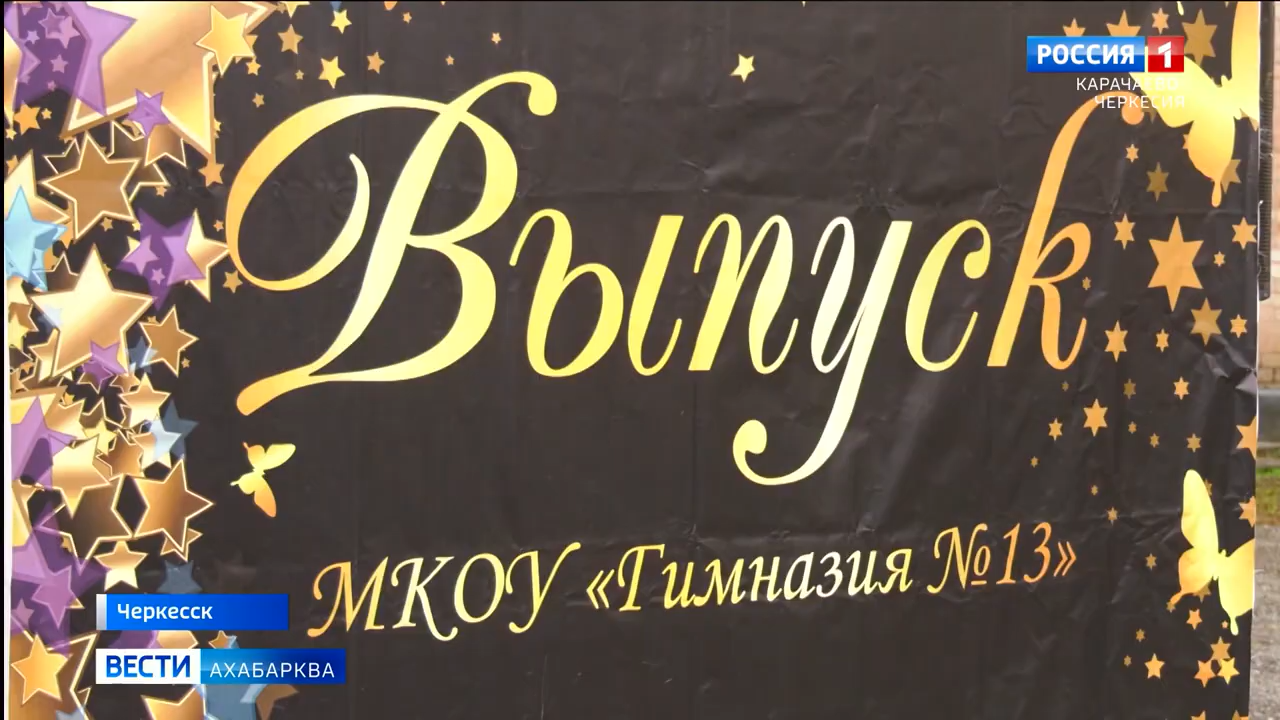 РОССИЯ 1
КАРАЧАЕВО-
ЧЕРКЕСИЯ
Выпуск
МКОУ «Гимназия №13»
Черкесск
ВЕСТИ АХАБАРКВА